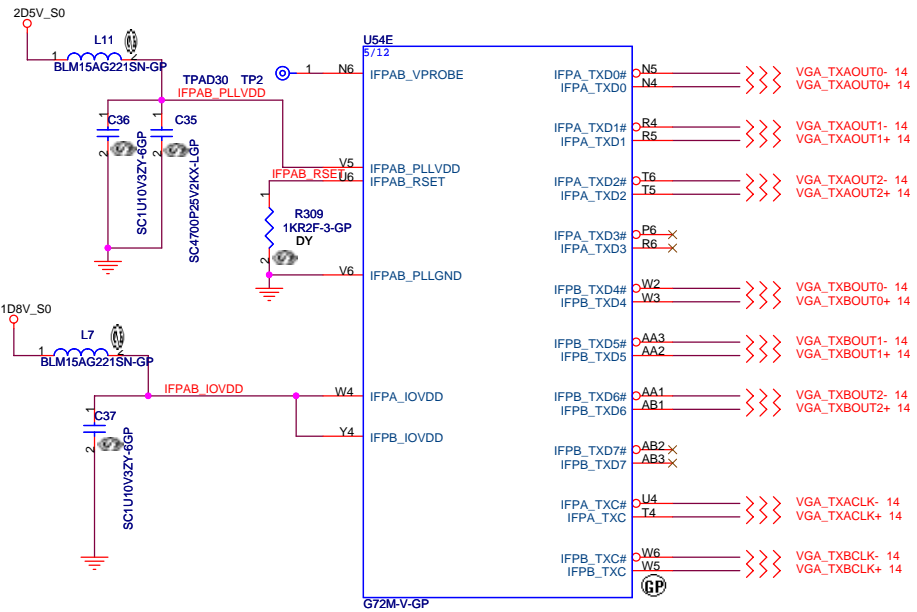 2D5V_S0
L11
1
2
BLM15AG221SN-GP
TPAD30 TP2
IFPAB_PLLVDD
1
C36
2
SC1U10V3ZY-6GP
1
C35
2
SC4700P25V2KX-LGP
IFPAB_RSET
1
R309
1KR2F-3-GP
DY
2
1D8V_S0
L7
1
2
BLM15AG221SN-GP
IFPAB_IOVDD
1
C37
2
SC1U10V3ZY-6GP
U54E
5/12
1 N6 IFPAB_VPROBE
V5 IFPAB_PLLVDD
U6 IFPAB_RSET
V6 IFPAB_PLLGND
W4 IFPA_IOVDD
Y4 IFPB_IOVDD
IFPA_TXD0# N5 VGA_TXAOUT0- 14
IFPA_TXD0 N4 VGA_TXAOUT0+ 14
IFPA_TXD1# R4 VGA_TXAOUT1- 14
IFPA_TXD1 R5 VGA_TXAOUT1+ 14
IFPA_TXD2# T6 VGA_TXAOUT2- 14
IFPA_TXD2 T5 VGA_TXAOUT2+ 14
IFPA_TXD3# P6
IFPA_TXD3 R6
IFPB_TXD4# W2 VGA_TXBOUT0- 14
IFPB_TXD4 W3 VGA_TXBOUT0+ 14
IFPB_TXD5# AA3 VGA_TXBOUT1- 14
IFPB_TXD5 AA2 VGA_TXBOUT1+ 14
IFPB_TXD6# AA1 VGA_TXBOUT2- 14
IFPB_TXD6 AB1 VGA_TXBOUT2+ 14
IFPB_TXD7# AB2
IFPB_TXD7 AB3
IFPA_TXC# U4 VGA_TXACLK- 14
IFPA_TXC T4 VGA_TXACLK+ 14
IFPB_TXC# W6 VGA_TXBCLK- 14
IFPB_TXC W5 VGA_TXBCLK+ 14
GP
G72M-V-GP